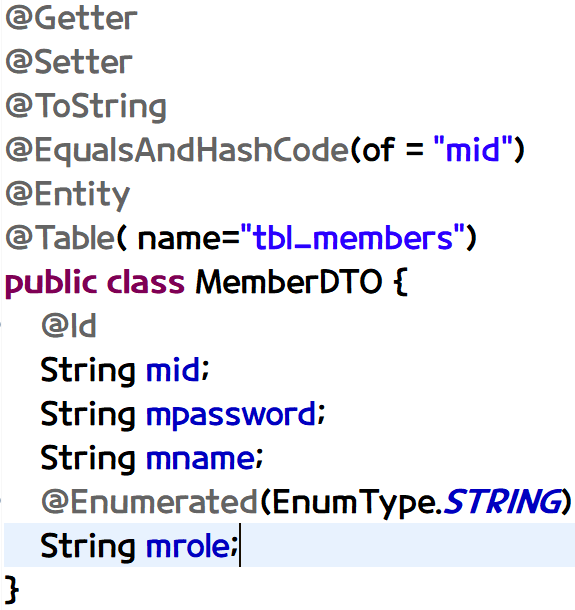 @Getter
@Setter
@ToString
@EqualsAndHashCode(of = "mid")
@Entity
@Table( name="tbl_members")
public class MemberDTO {
@Id
String mid;
String mpassword;
String mname;
@Enumerated(EnumType.STRING)
String mrole;
}